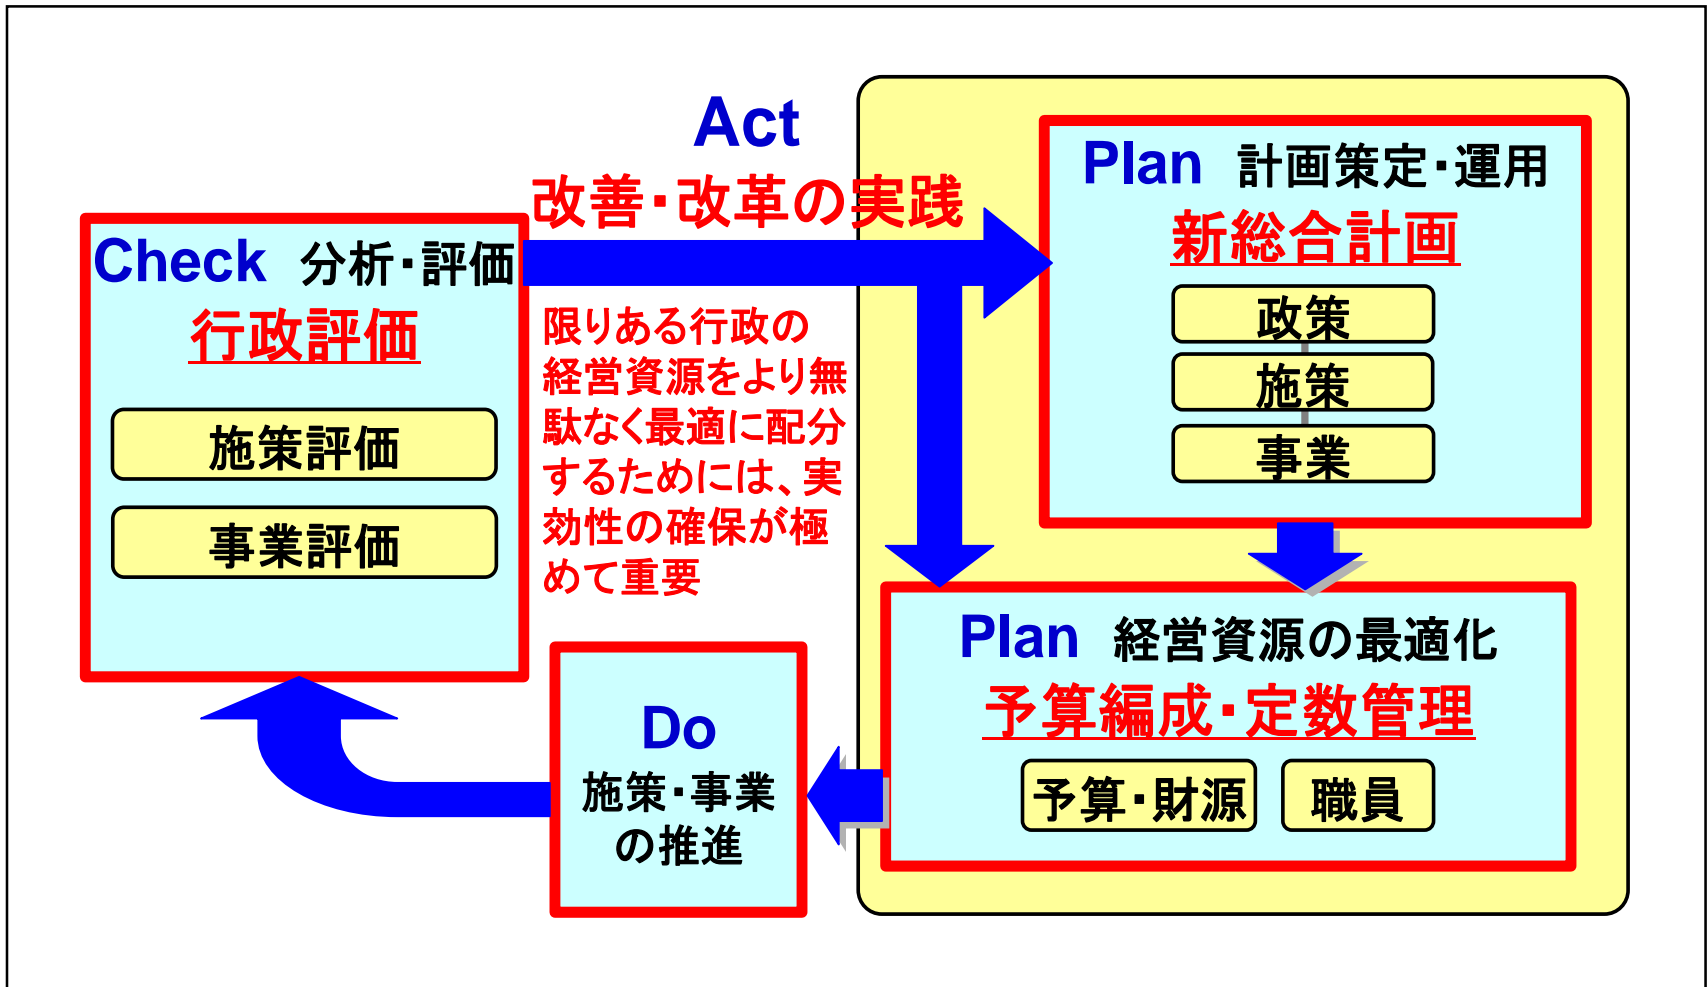 Act
改善・改革の実践
Plan 計画策定・運用
新総合計画
政策
施策
事業
Check 分析・評価
行政評価
施策評価
事業評価
限りある行政の
経営資源をより無
駄なく最適に配分
するためには、実
効性の確保が極
めて重要
Plan 経営資源の最適化
予算編成・定数管理
予算・財源
職員
Do
施策・事業
の推進